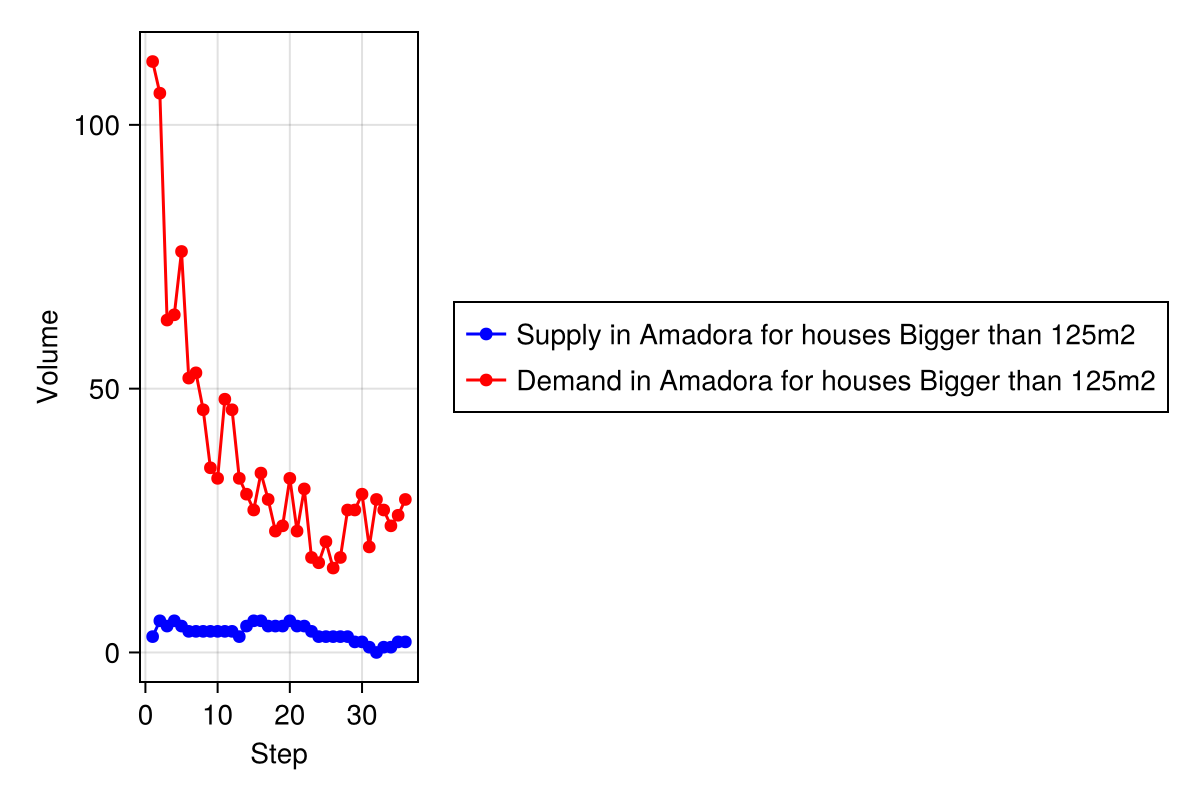 100
50
0
Volume
0 10 20 30
Step
Supply in Amadora for houses Bigger than 125m2
Demand in Amadora for houses Bigger than 125m2